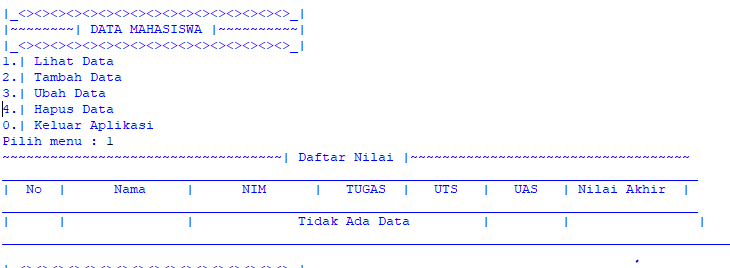 |_<><><><><><><><><><><><><><><><><>_|
|~~~~~~~~| DATA MAHASISWA |~~~~~~~~~~|
|_<><><><><><><><><><><><><><><><><>_|
1.| Lihat Data
2.| Tambah Data
3.| Ubah Data
4.| Hapus Data
0.| Keluar Aplikasi
Pilih menu : 1
~~~~~~~~~~~~~~~~~~~~~~~~~~~~~~~~~~~| Daftar Nilai |~~~~~~~~~~~~~~~~~~~~~~~~~~~~~~~~~~~
| No | Nama | NIM | TUGAS | UTS | UAS | Nilai Akhir |
| | | Tidak Ada Data | | |
|_<><><><><><><><><><><><><><><><><>_|